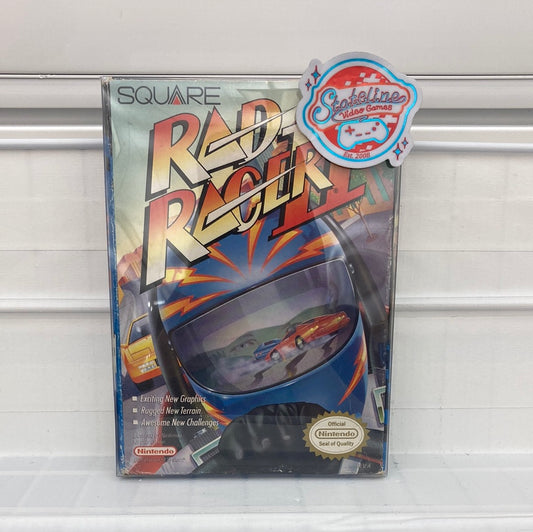 SQUARE
RAD
RACER II
Stateline
Video Games
Est. 2008
Exciting New Graphics
Rugged New Terrain
Awesome New Challenges
Nintendo
Official
Nintendo
Seal of Quality